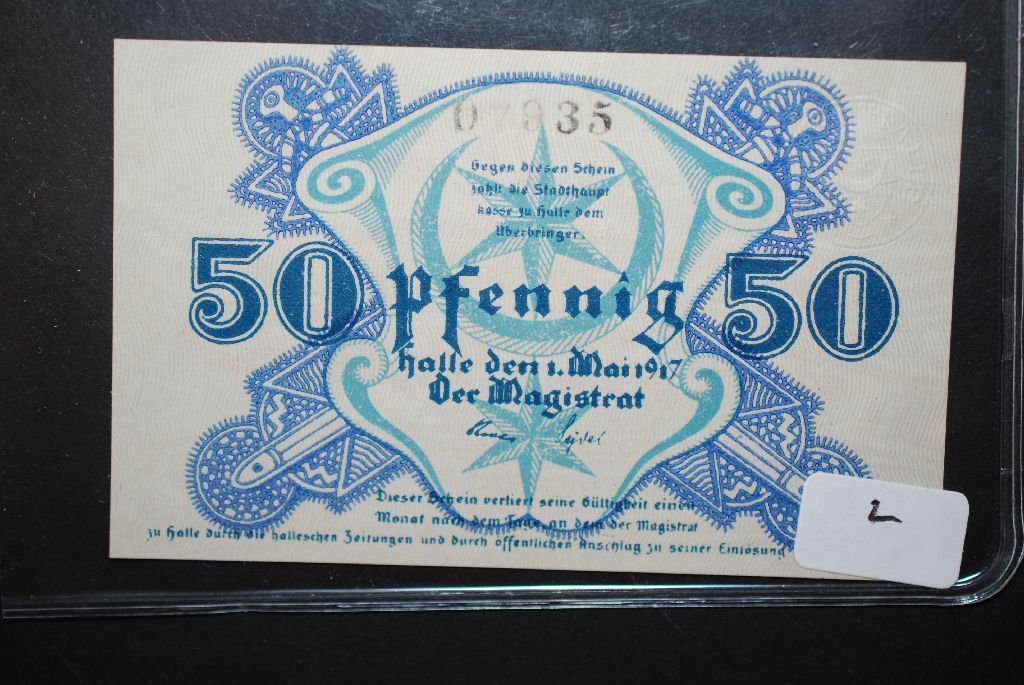 07935
Gegen diesen Schein
zahlt die Stadthaupt
kasse zu Halle dem
Überbringer.
50 Pfennig 50
Halle den 1. Mai 1917
Der Magistrat
Seydel
Dieser Schein verliert seine Gültigkeit einen
Monat nach dem Tage, an dem der Magistrat
zu Halle durch die halleschen Zeitungen und durch öffentlichen Anschlag zu seiner Einlösung
L